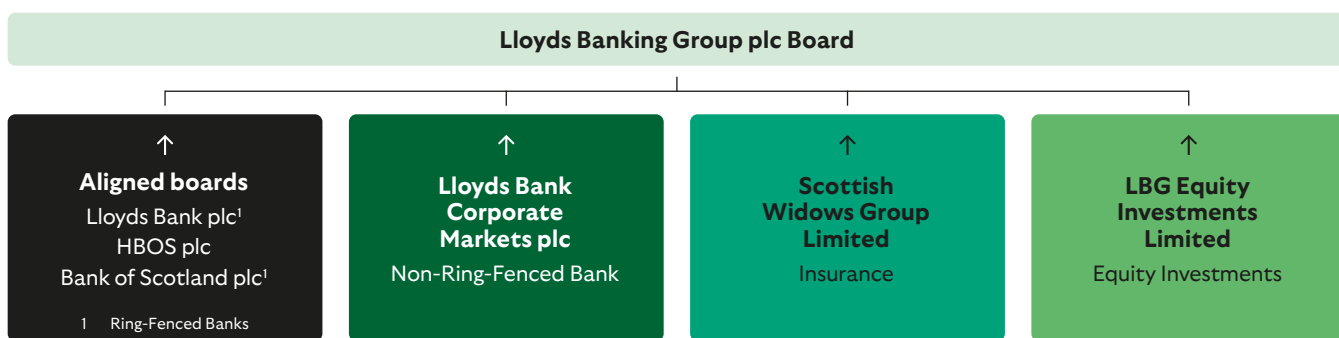 Lloyds Banking Group plc Board
↑
Aligned boards
Lloyds Bank plc¹
HBOS plc
Bank of Scotland plc¹
1 Ring-Fenced Banks
↑
Lloyds Bank
Corporate
Markets plc
Non-Ring-Fenced Bank
↑
Scottish
Widows Group
Limited
Insurance
↑
LBG Equity
Investments
Limited
Equity Investments